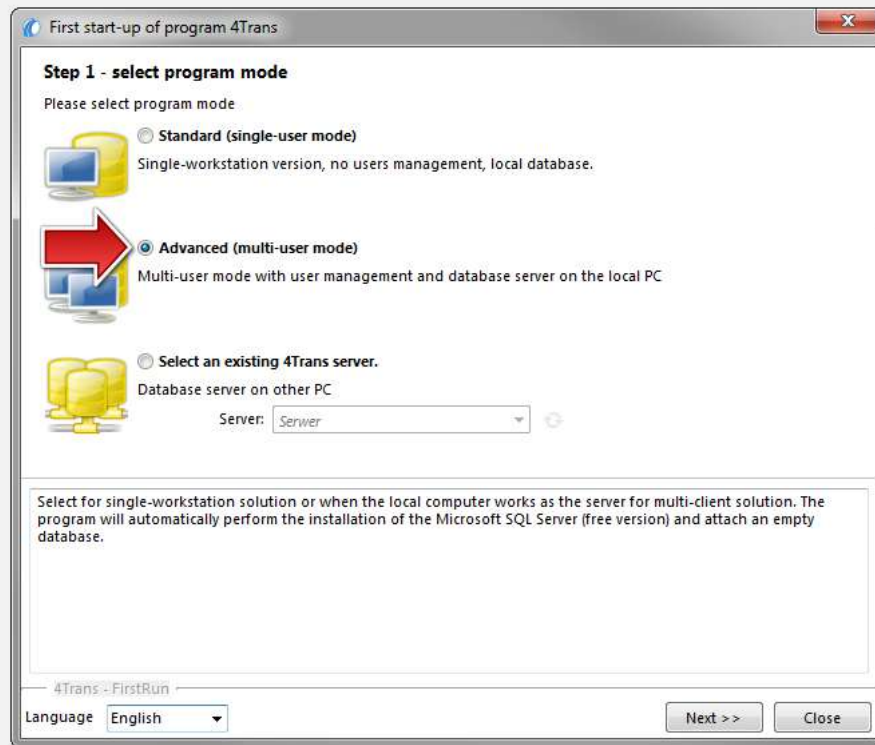 First start-up of program 4Trans
Step 1 - select program mode
Please select program mode
Standard (single-user mode)
Single-workstation version, no users management, local database.
Advanced (multi-user mode)
Multi-user mode with user management and database server on the local PC
Select an existing 4Trans server.
Database server on other PC
Server: Serwer
Select for single-workstation solution or when the local computer works as the server for multi-client solution. The
program will automatically perform the installation of the Microsoft SQL Server (free version) and attach an empty
database.
4Trans - FirstRun
Language English Next >> Close